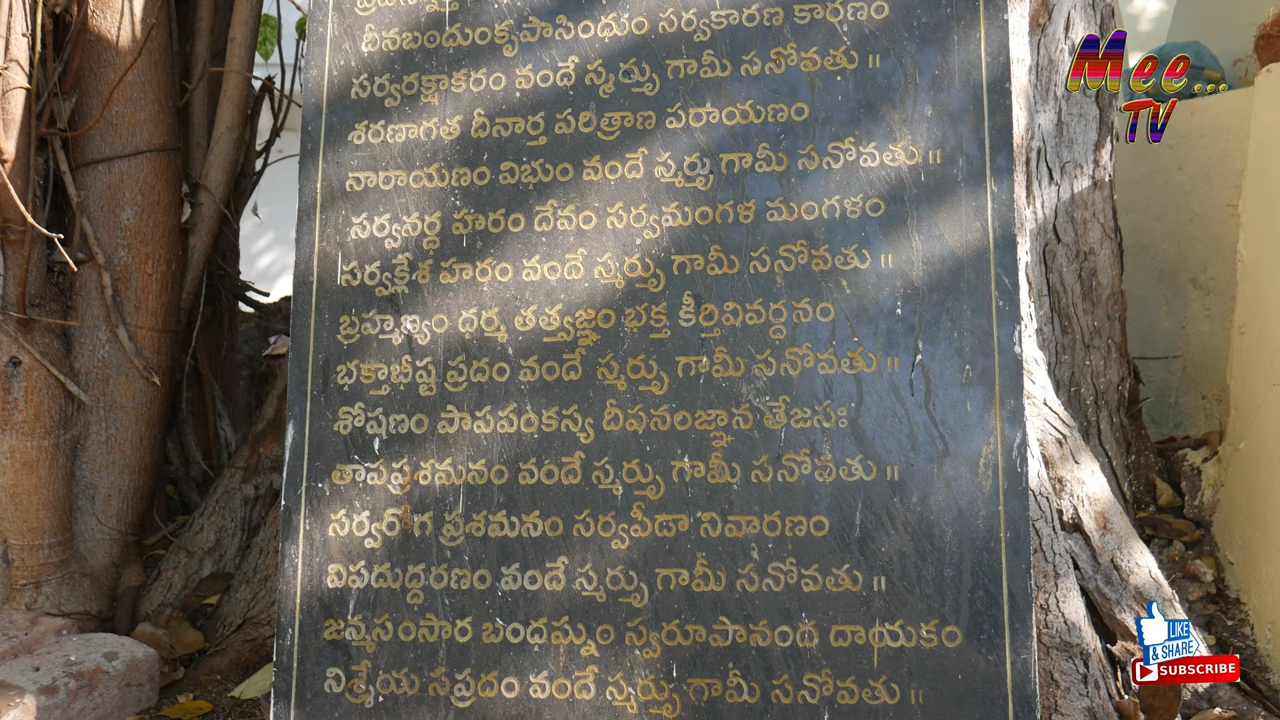 దీనబంధుంకృపాసింధుం సర్వకారణ కారణం
సర్వరక్షాకరం వందే స్మర్తృ గామీ సనోవతు ॥
శరణాగత దీనార్త పరిత్రాణ పరాయణం
నారాయణం విభుం వందే స్మర్తృ గామీ సనోవతు ॥
సర్వనర్ధ హరం దేవం సర్వమంగళ మంగళం
సర్వక్లేశ హరం వందే స్మర్తృ గామీ సనోవతు ॥
బ్రహ్మణ్యం ధర్మ తత్వజ్ఞం భక్త కీర్తివివర్ధనం
భక్తాబీష్ట ప్రదం వందే స్మర్తృ గామీ సనోవతు ॥
శోషణం పాపపంకస్య దీపనంజ్ఞాన తేజసః
తాపప్రశమనం వందే స్మర్తృ గామీ సనోవతు ॥
సర్వరోగ ప్రశమనం సర్వపీడా నివారణం
విపదుద్ధరణం వందే స్మర్తృ గామీ సనోవతు ॥
జన్మసంసార బంధఘ్నం స్వరూపానంద దాయకం
నిశ్రేయ సప్రదం వందే స్మర్తృ గామీ సనోవతు ॥
Mee...
TV
LIKE
& SHARE
SUBSCRIBE